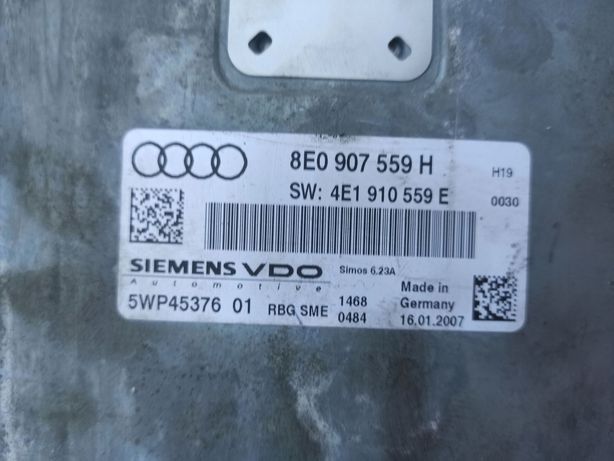 8E0 907 559 H
H19
SW: 4E1 910 559 E
0030
SIEMENS VDO
Simos 6.23A
Automotive
Made in
Germany
5WP45376 01
RBG SME
1468
0484
16.01.2007